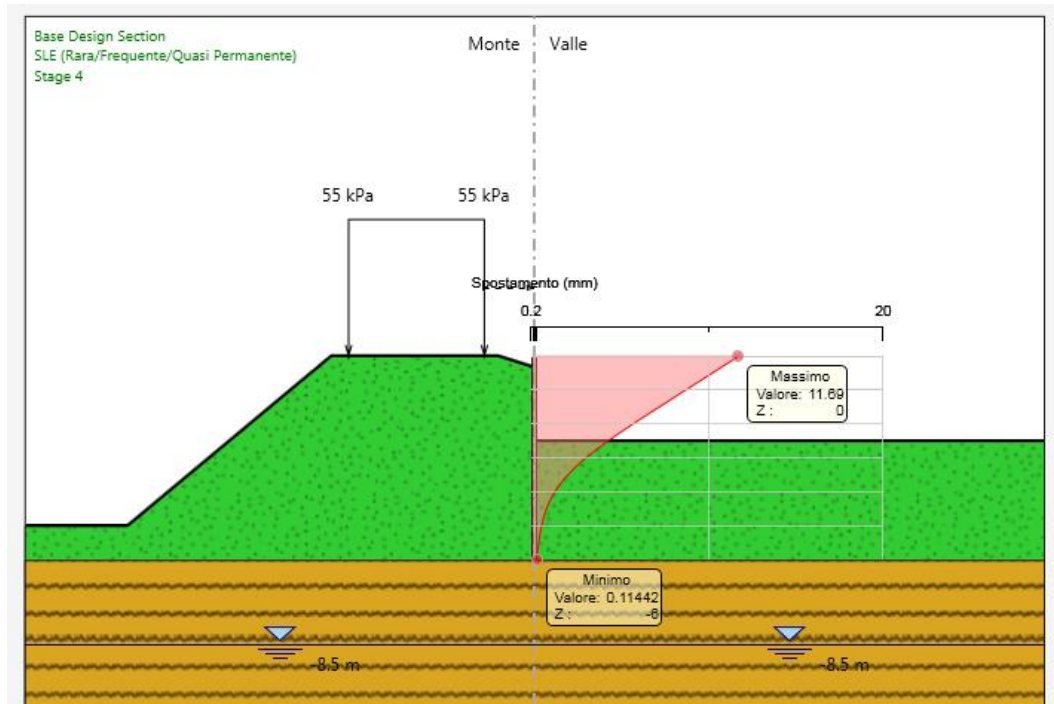 Base Design Section
SLE (Rara/Frequente/Quasi Permanente)
Stage 4
Monte
Valle
55 kPa
55 kPa
Spostamento (mm)
0.2
20
Massimo
Valore: 11.69
Z : 0
Minimo
Valore: 0.11442
Z : -6
-8.5 m
-8.5 m